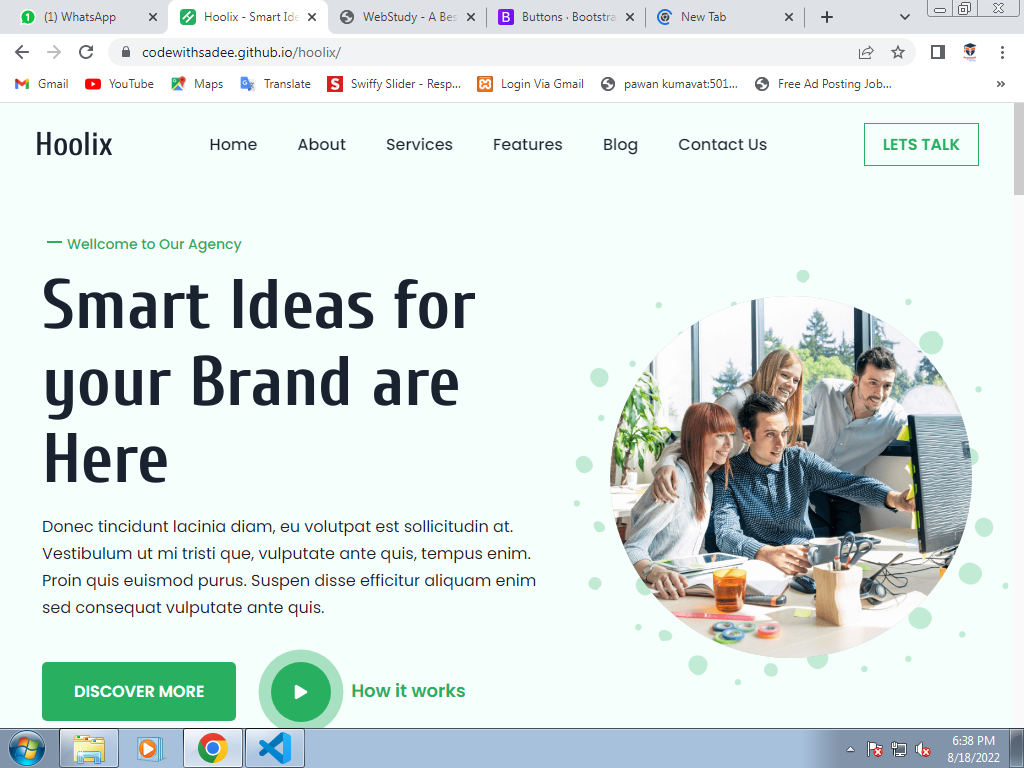 (1) WhatsApp
Hoolix - Smart Ide
WebStudy - A Bes
Buttons · Bootstra
New Tab
codewithsadee.github.io/hoolix/
Gmail
YouTube
Maps
Translate
Swiffy Slider - Resp...
Login Via Gmail
pawan kumavat:501...
Free Ad Posting Job...
Hoolix
Home
About
Services
Features
Blog
Contact Us
LETS TALK
Wellcome to Our Agency
Smart Ideas for
your Brand are
Here
Donec tincidunt lacinia diam, eu volutpat est sollicitudin at.
Vestibulum ut mi tristi que, vulputate ante quis, tempus enim.
Proin quis euismod purus. Suspen disse efficitur aliquam enim
sed consequat vulputate ante quis.
DISCOVER MORE
How it works
6:38 PM
8/18/2022